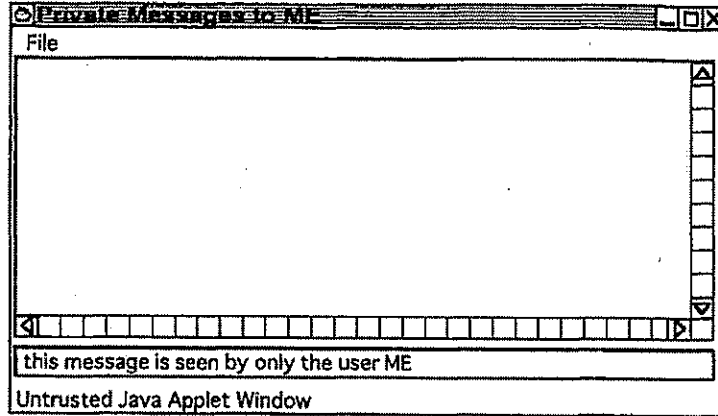 Private Messages to ME
File
this message is seen by only the user ME
Untrusted Java Applet Window